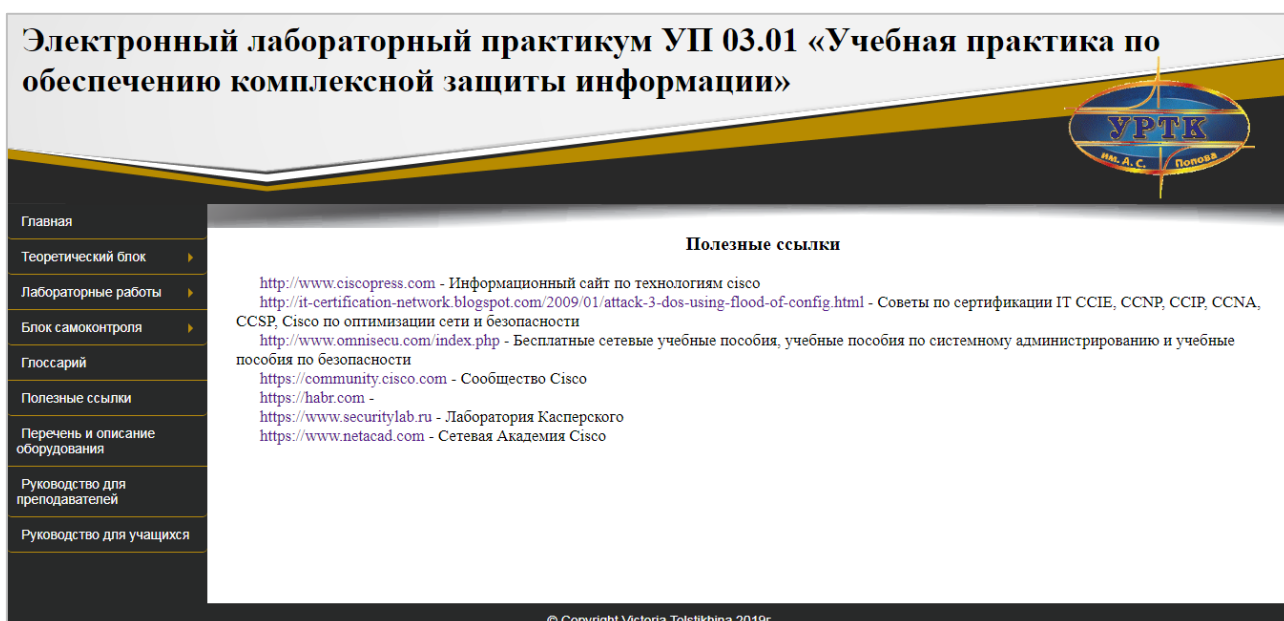 Электронный лабораторный практикум УП 03.01 «Учебная практика по
обеспечению комплексной защиты информации»
УРТК
им. А. С. Попова
Главная
Теоретический блок
Лабораторные работы
Блок самоконтроля
Глоссарий
Полезные ссылки
Перечень и описание
оборудования
Руководство для
преподавателей
Руководство для учащихся
Полезные ссылки
http://www.ciscopress.com - Информационный сайт по технологиям cisco
http://it-certification-network.blogspot.com/2009/01/attack-3-dos-using-flood-of-config.html - Советы по сертификации IT CCIE, CCNP, CCIP, CCNA,
CCSP, Cisco по оптимизации сети и безопасности
http://www.omnisecu.com/index.php - Бесплатные сетевые учебные пособия, учебные пособия по системному администрированию и учебные
пособия по безопасности
https://community.cisco.com - Сообщество Cisco
https://habr.com -
https://www.securitylab.ru - Лаборатория Касперского
https://www.netacad.com - Сетевая Академия Cisco
© Copyright Victoria Tolstikhina 2019г